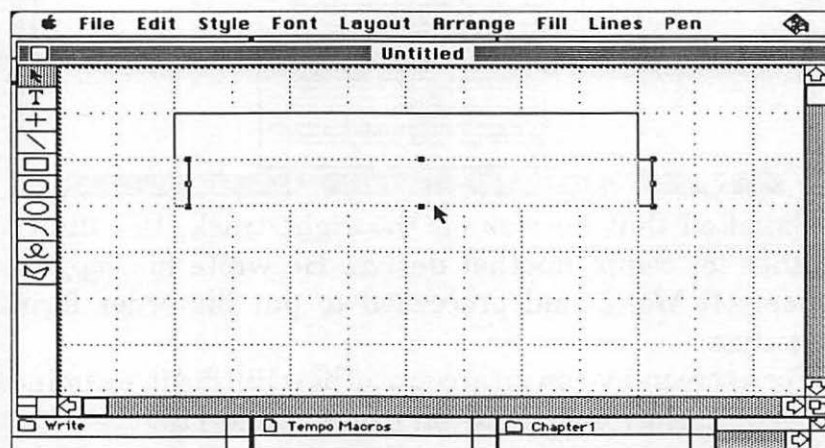 File Edit Style Font Layout Arrange Fill Lines Pen
Untitled
T
Write Tempo Macros Chapter1